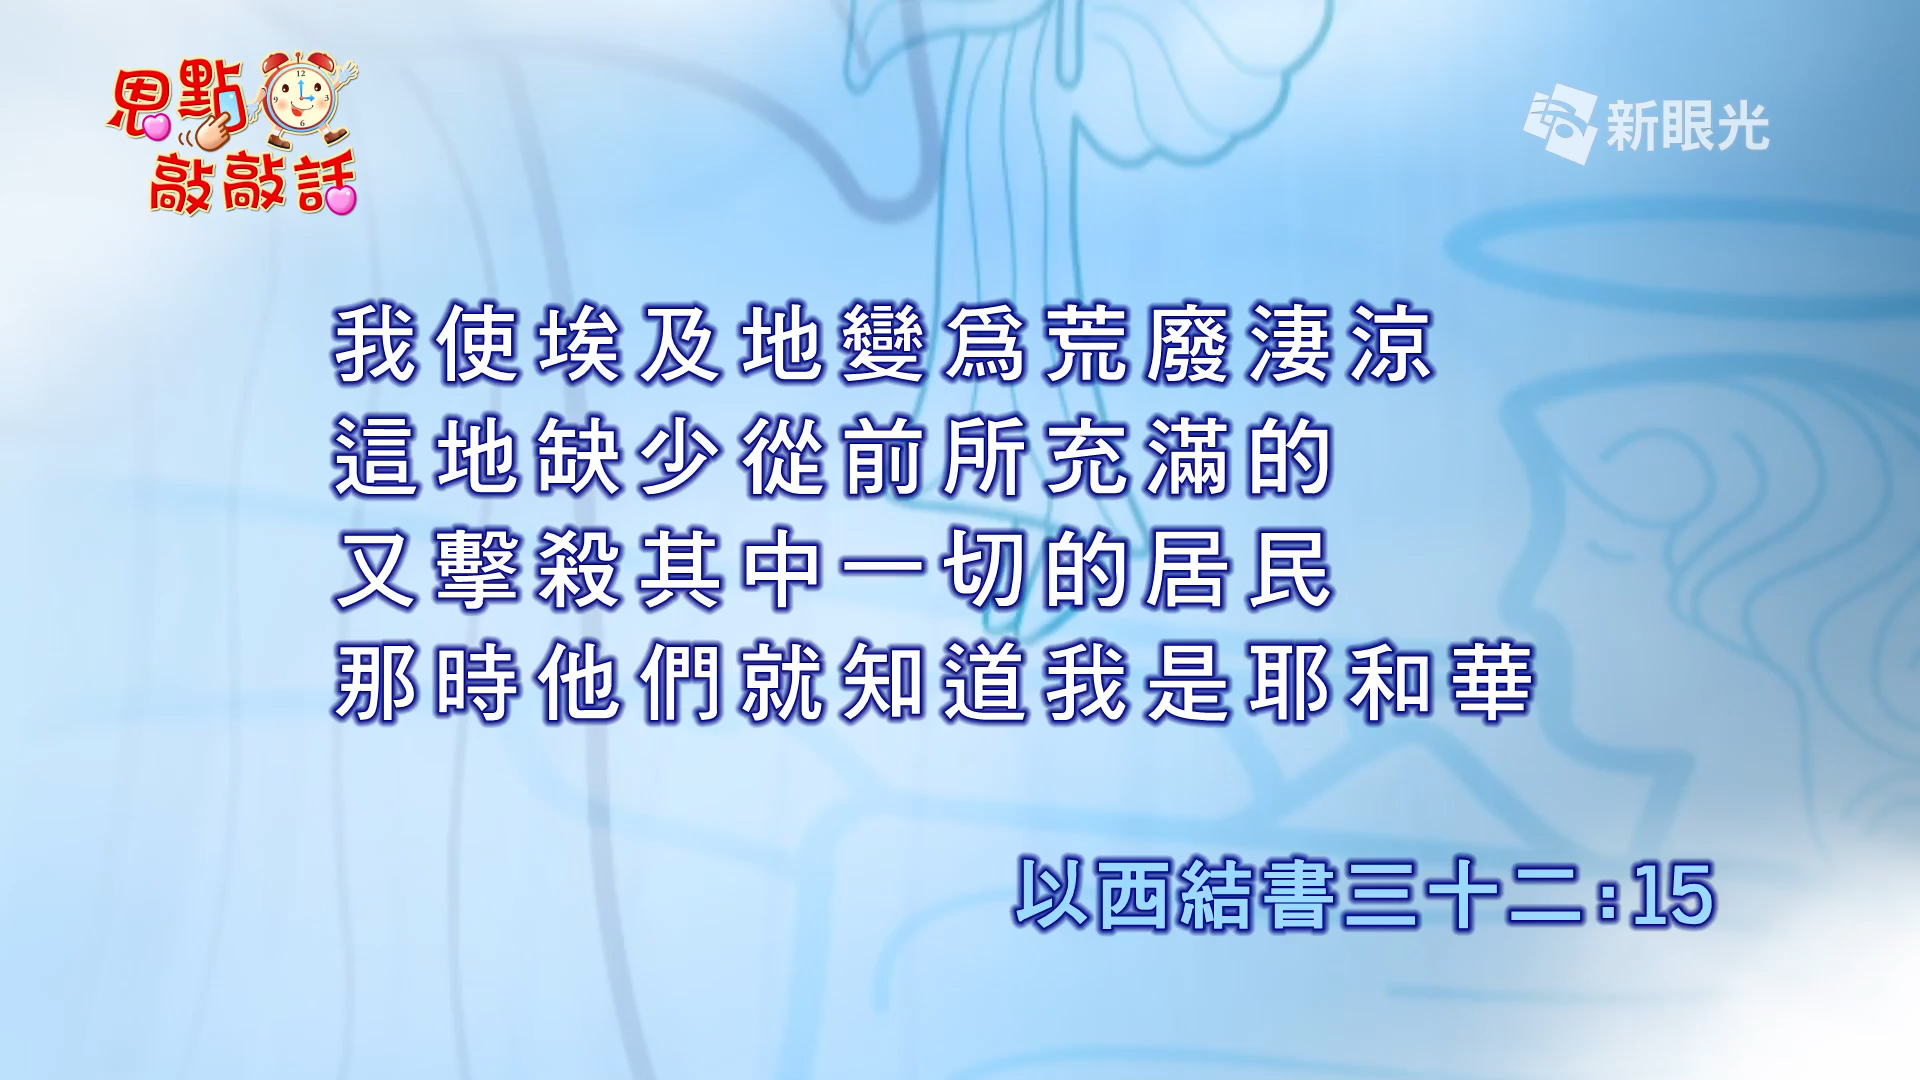 恩點
敲敲話
新眼光
我使埃及地變爲荒廢淒涼
這地缺少從前所充滿的
又擊殺其中一切的居民
那時他們就知道我是耶和華
以西結書三十二:15